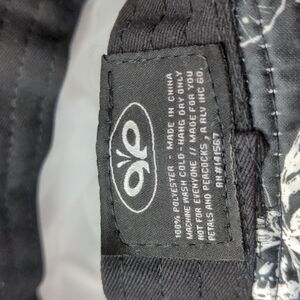 100% POLYESTER - MADE IN CHINA
MACHINE WASH COLD - HANG DRY ONLY
NOT FOR EVERYONE // MADE FOR YOU
PETALS AND PEACOCKS, A RLV INC CO.
RN #141567